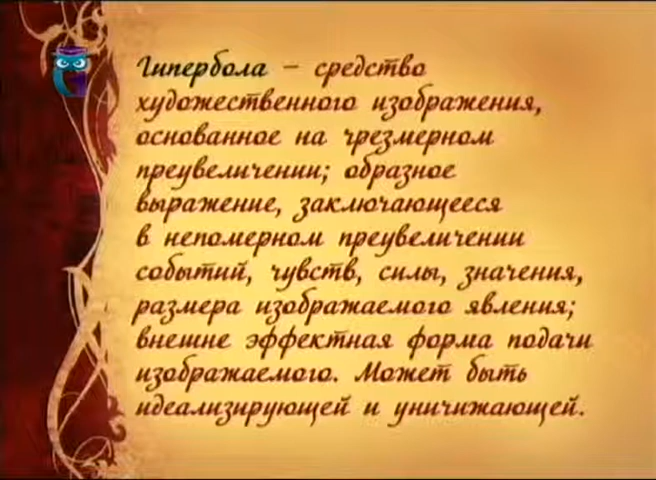 Гипербола – средство
художественного изображения,
основанное на чрезмерном
преувеличении; образное
выражение, заключающееся
в непомерном преувеличении
событий, чувств, силы, значения,
размера изображаемого явления;
внешне эффектная форма подачи
изображаемого. Может быть
идеализирующей и уничижающей.